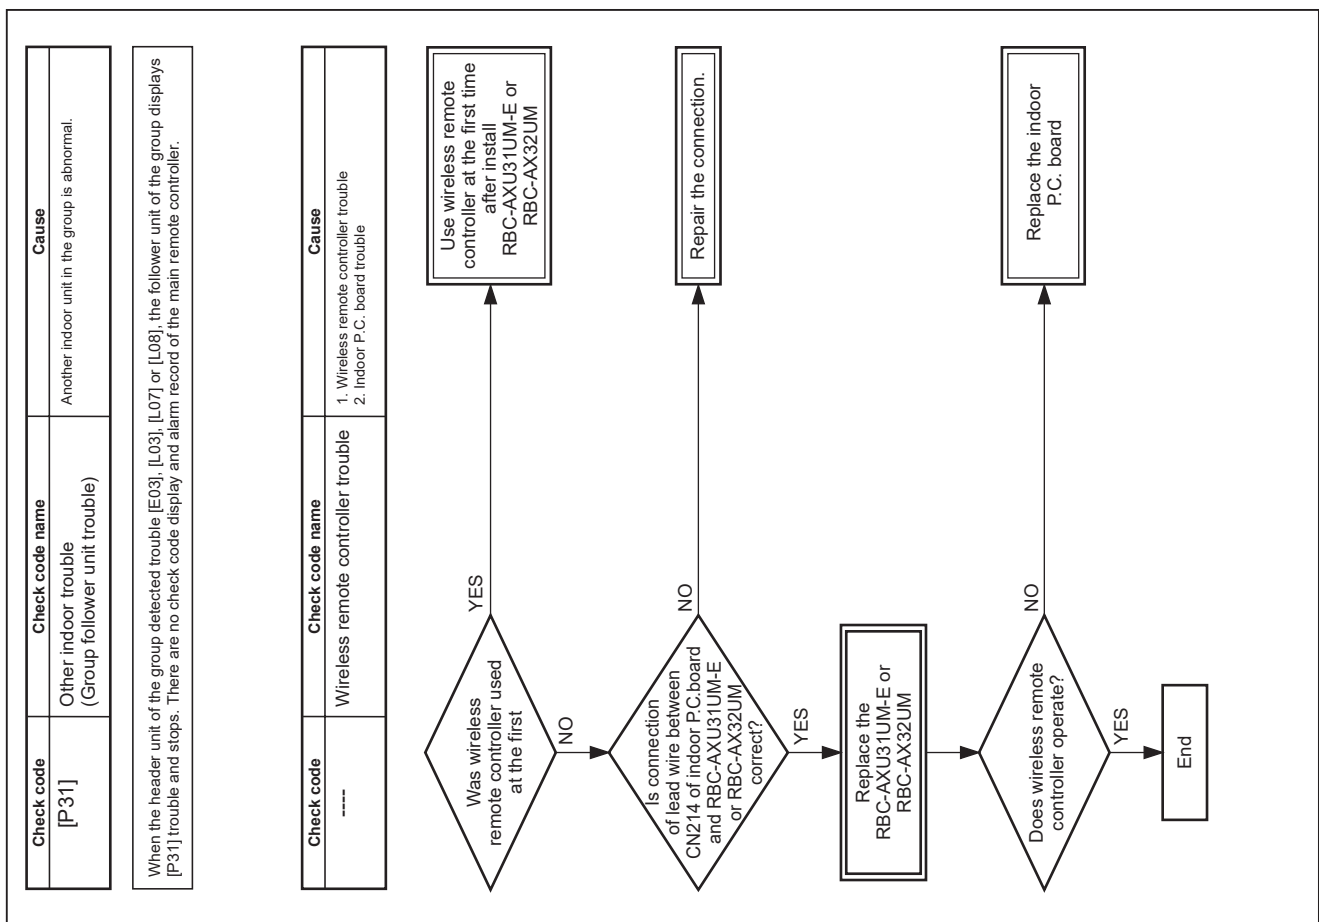 Check code
Check code name
Cause
[P31]
Other indoor trouble
(Group follower unit trouble)
Another indoor unit in the group is abnormal.
When the header unit of the group detected trouble [E03], [L03], [L07] or [L08], the follower unit of the group displays
[P31] trouble and stops. There are no check code display and alarm record of the main remote controller.
Check code
Check code name
Cause
----
Wireless remote controller trouble
1. Wireless remote controller trouble
2. Indoor P.C. board trouble
Was wireless
remote controller used
at the first
YES
Use wireless remote
controller at the first time
after install
RBC-AXU31UM-E or
RBC-AX32UM
NO
Is connection
of lead wire between
CN214 of indoor P.C.board
and RBC-AXU31UM-E
or RBC-AX32UM
correct?
NO
Repair the connection.
YES
Replace the
RBC-AXU31UM-E or
RBC-AX32UM
Does wireless remote
controller operate?
NO
Replace the indoor
P.C. board
YES
End